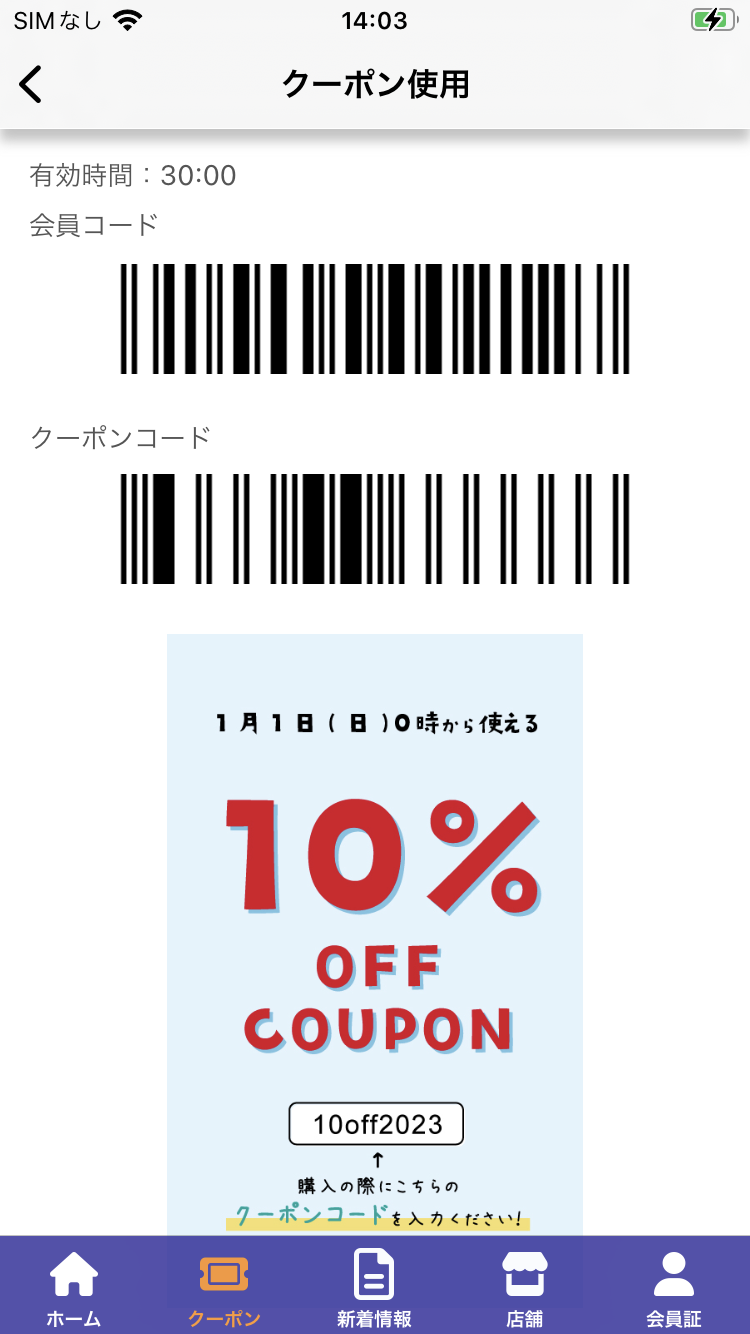 SIMなし 14:03
クーポン使用
有効時間：30:00
会員コード
クーポンコード
1月1日(日)0時から使える
10%
OFF
COUPON
10off2023
↑
購入の際にこちらの
クーポンコードを入力ください!
ホーム クーポン 新着情報 店舗 会員証